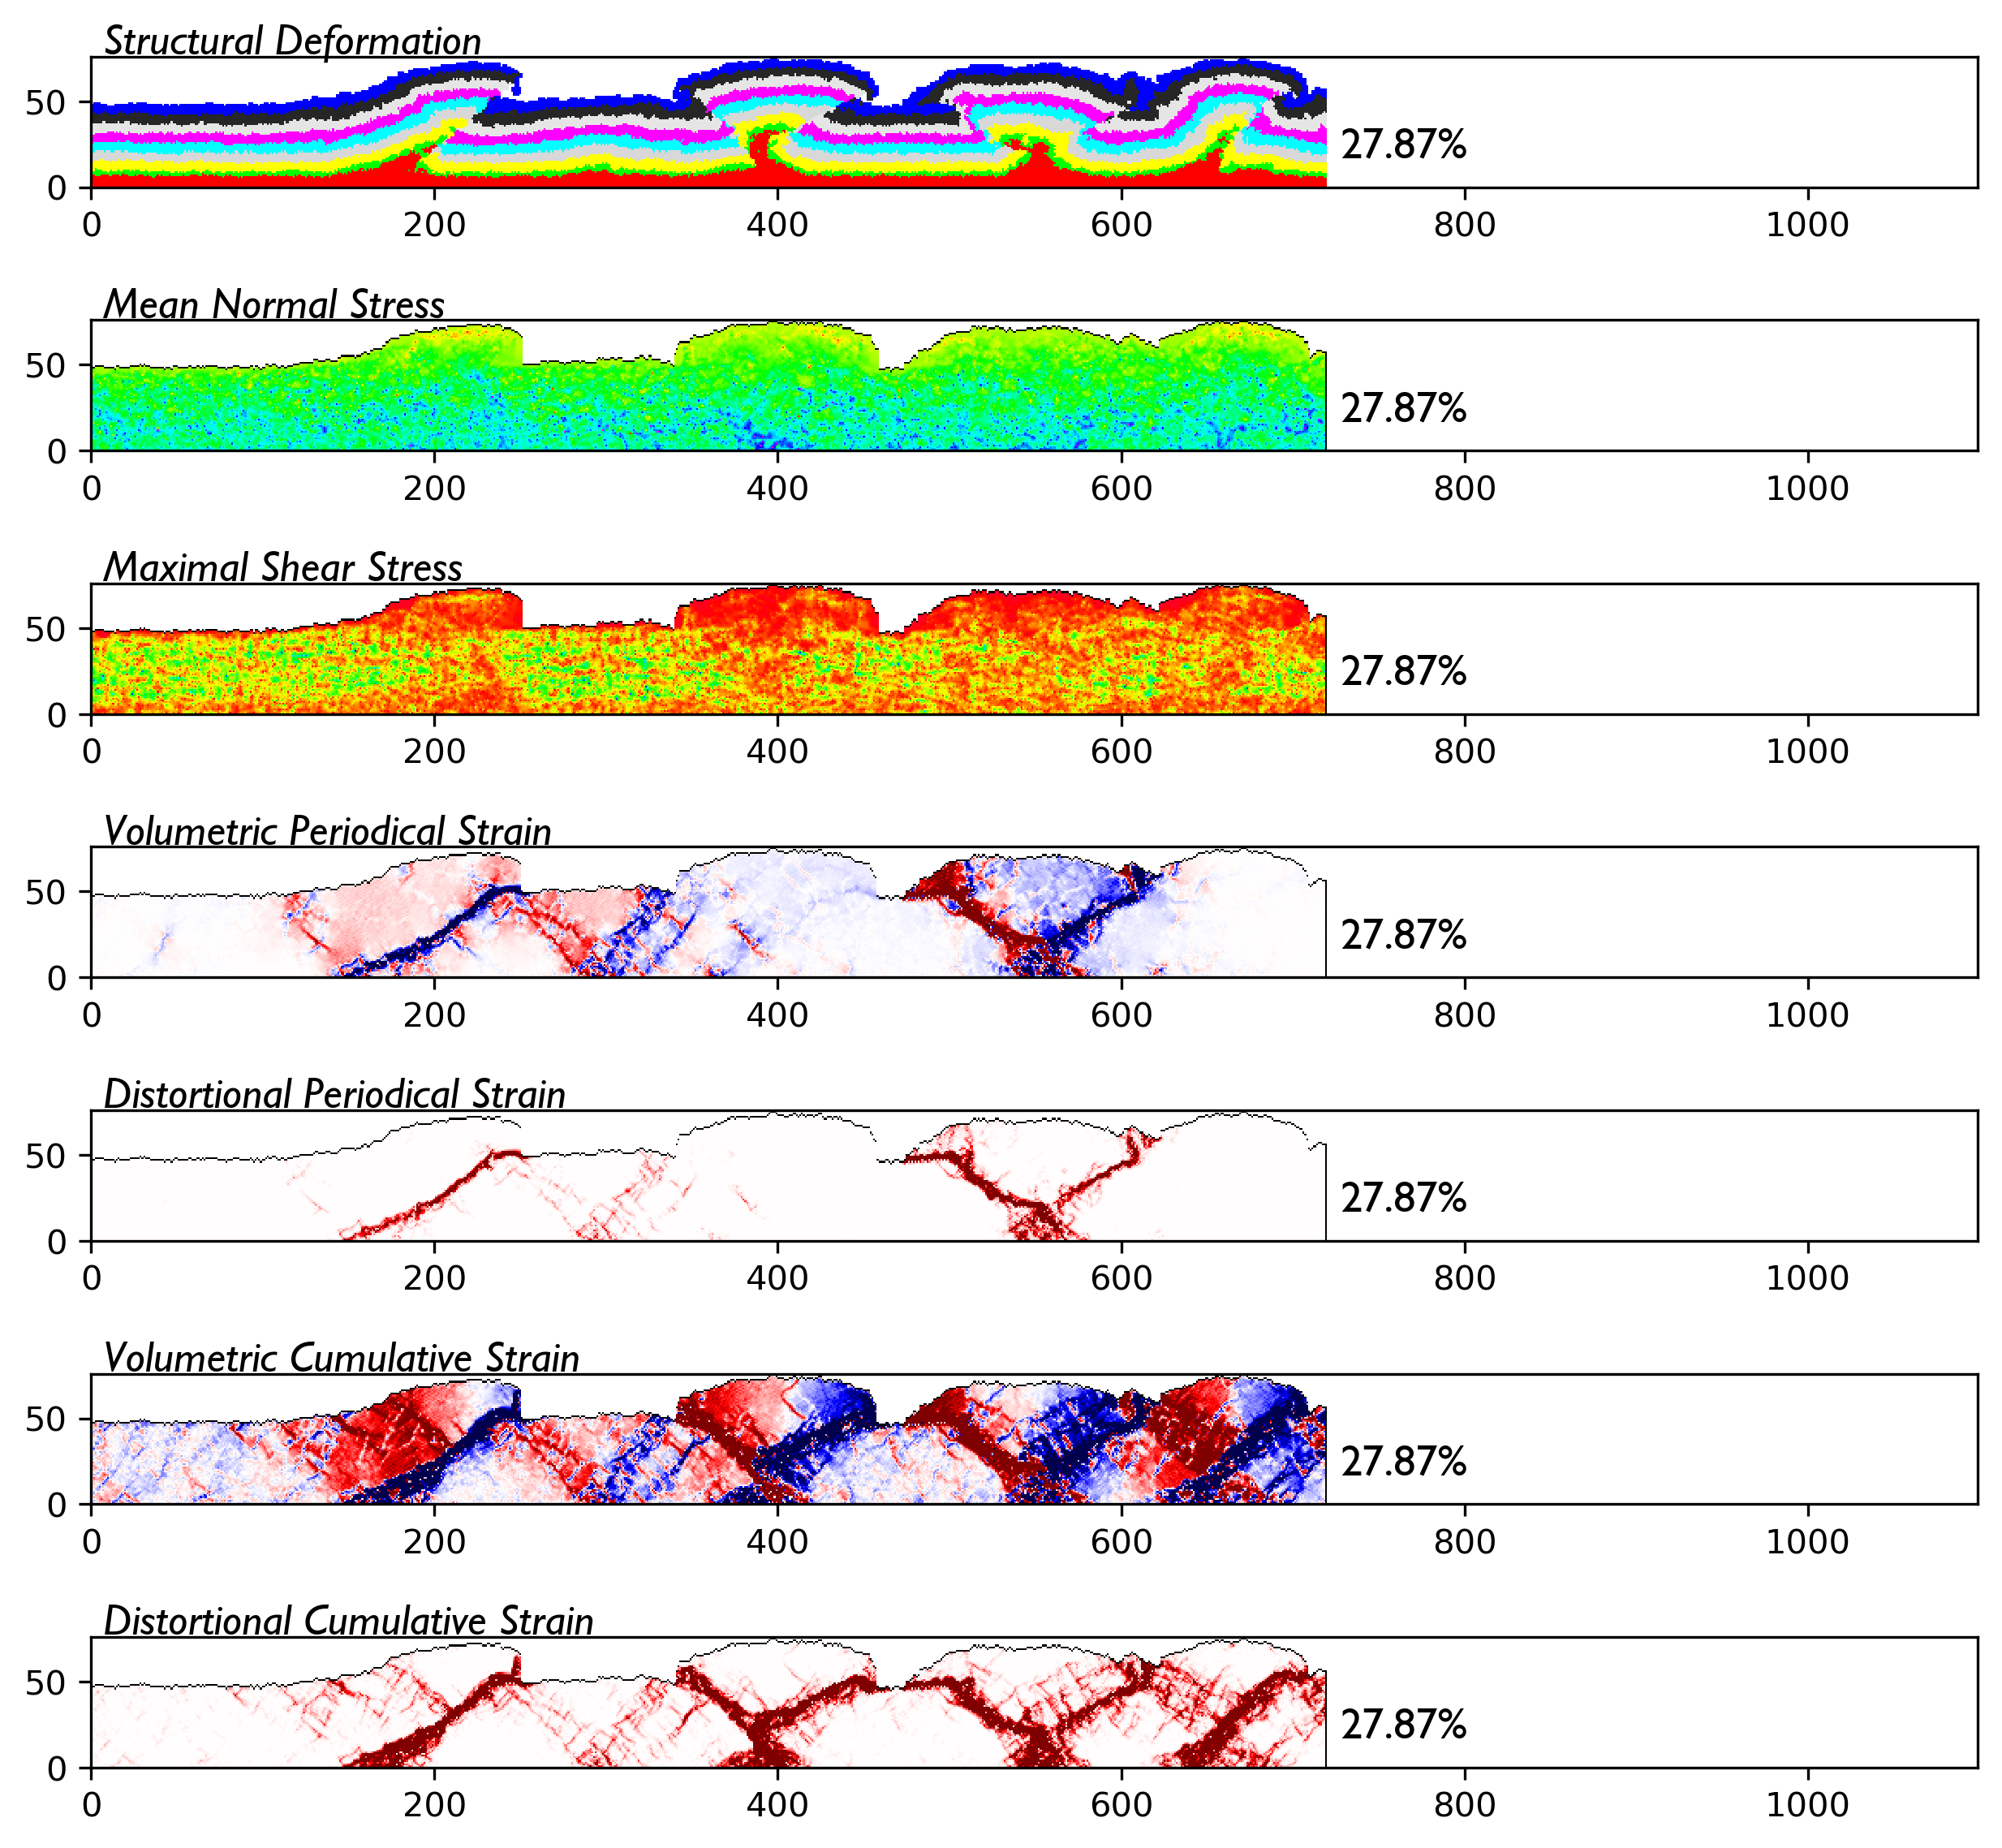 Structural Deformation
50
0
27.87%
0 200 400 600 800 1000
Mean Normal Stress
50
0
27.87%
0 200 400 600 800 1000
Maximal Shear Stress
50
0
27.87%
0 200 400 600 800 1000
Volumetric Periodical Strain
50
0
27.87%
0 200 400 600 800 1000
Distortional Periodical Strain
50
0
27.87%
0 200 400 600 800 1000
Volumetric Cumulative Strain
50
0
27.87%
0 200 400 600 800 1000
Distortional Cumulative Strain
50
0
27.87%
0 200 400 600 800 1000